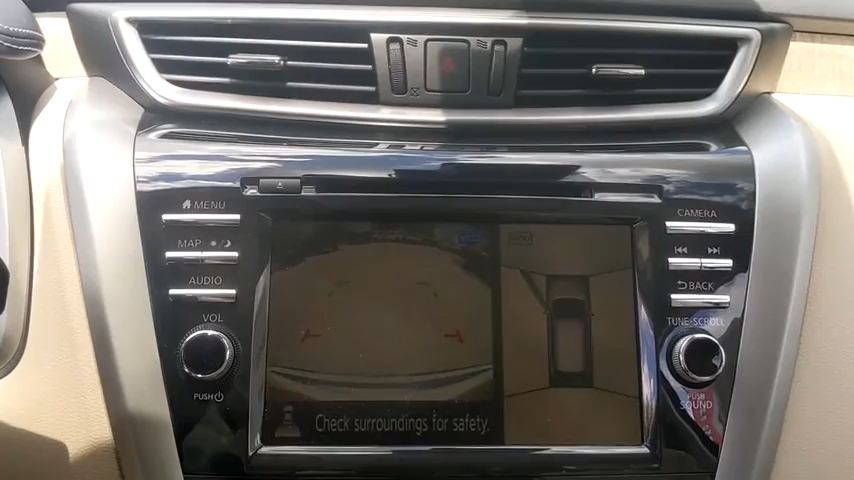 MENU
CAMERA
MAP
AUDIO
BACK
VOL
TUNE·SCROLL
PUSH
PUSH
SOUND
Check surroundings for safety.